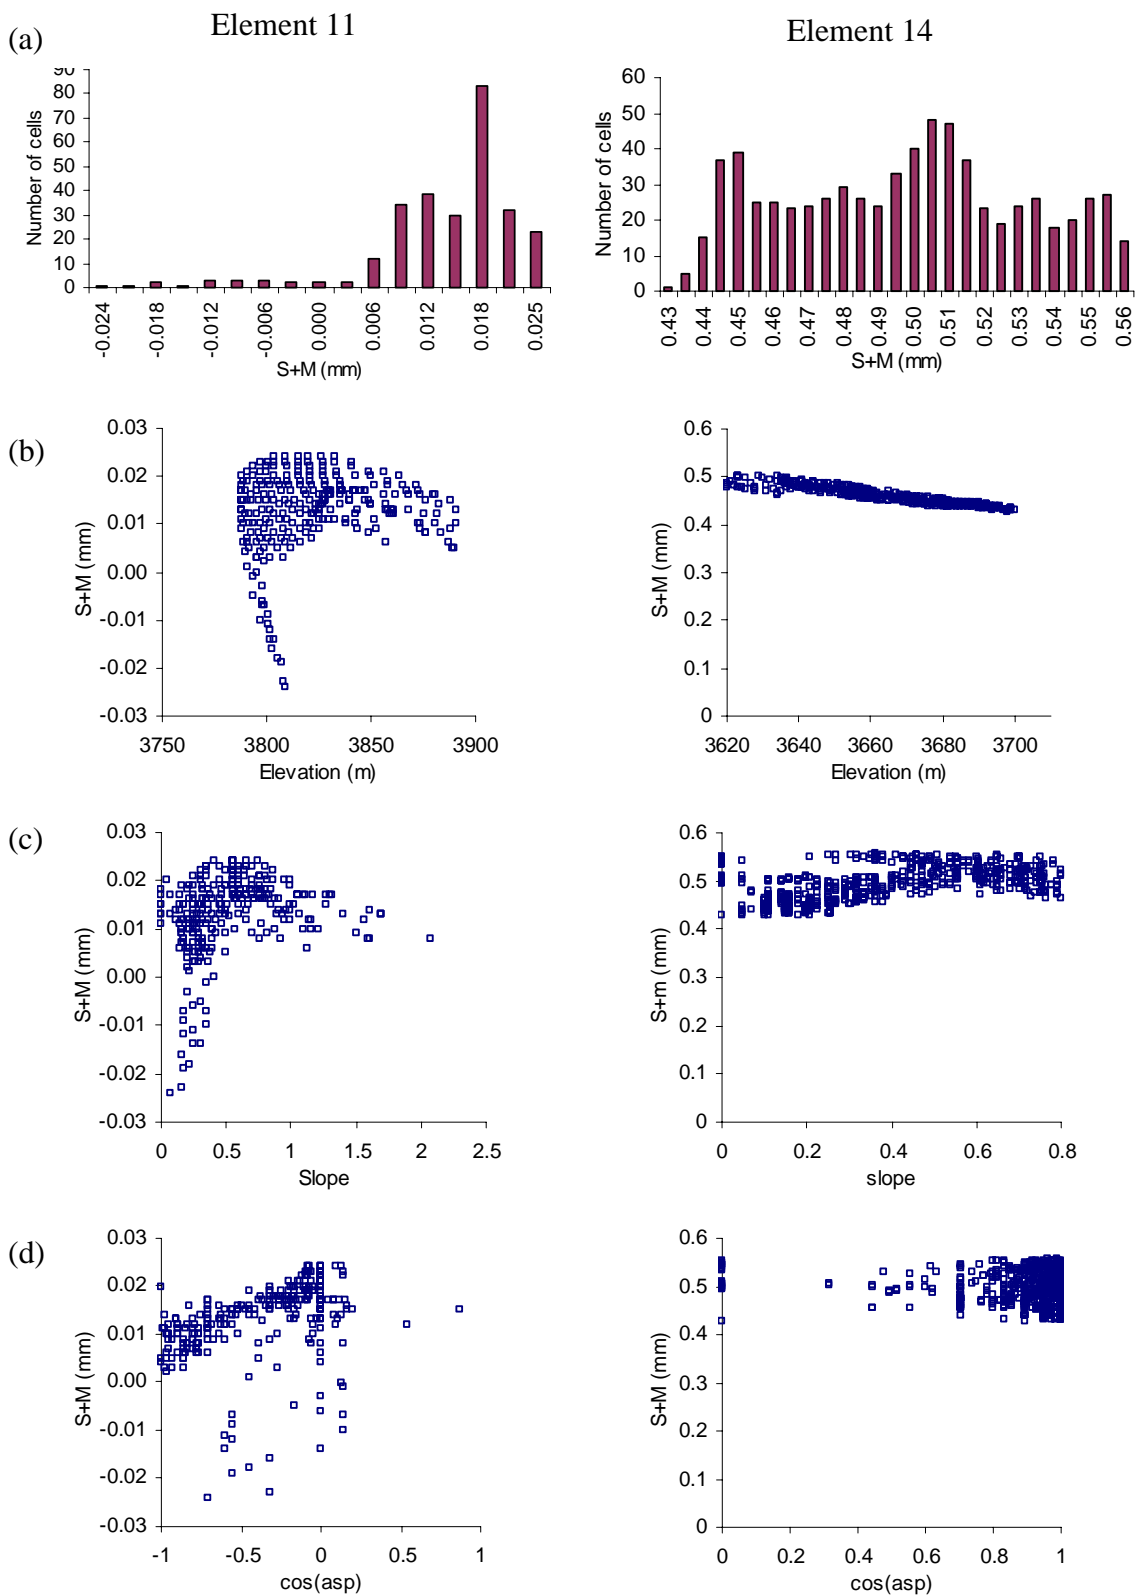 Element 11
Element 14
(a)
90
80
70
60
50
40
30
20
10
0
Number of cells
-0.024
-0.018
-0.012
-0.006
0.000
0.006
0.012
0.018
0.025
S+M (mm)
60
50
40
30
20
10
0
Number of cells
0.43
0.44
0.45
0.46
0.47
0.48
0.49
0.50
0.51
0.52
0.53
0.54
0.55
0.56
S+M (mm)
(b)
0.03
0.02
0.01
0.00
-0.01
-0.02
-0.03
S+M (mm)
3750 3800 3850 3900
Elevation (m)
0.6
0.5
0.4
0.3
0.2
0.1
0
S+M (mm)
3620 3640 3660 3680 3700
Elevation (m)
(c)
0.03
0.02
0.01
0.00
-0.01
-0.02
-0.03
S+M (mm)
0 0.5 1 1.5 2 2.5
Slope
0.6
0.5
0.4
0.3
0.2
0.1
0
S+m (mm)
0 0.2 0.4 0.6 0.8
slope
(d)
0.03
0.02
0.01
0.00
-0.01
-0.02
-0.03
S+M (mm)
-1 -0.5 0 0.5 1
cos(asp)
0.6
0.5
0.4
0.3
0.2
0.1
0
S+M (mm)
0 0.2 0.4 0.6 0.8 1
cos(asp)